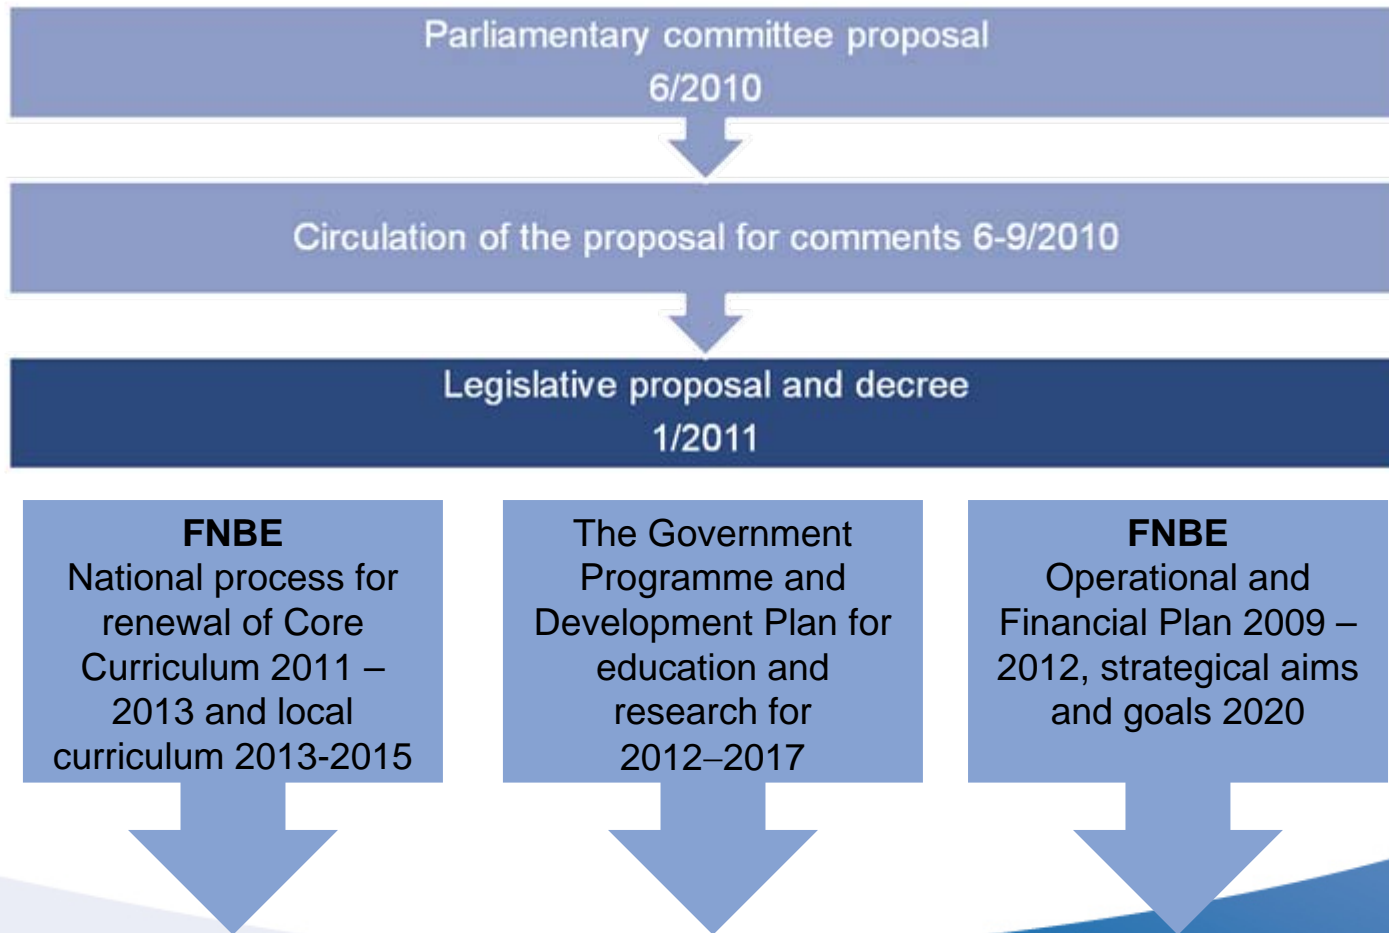 Parliamentary committee proposal
6/2010
Circulation of the proposal for comments 6-9/2010
Legislative proposal and decree
1/2011
FNBE
National process for
renewal of Core
Curriculum 2011 –
2013 and local
curriculum 2013-2015
The Government
Programme and
Development Plan for
education and
research for
2012–2017
FNBE
Operational and
Financial Plan 2009 –
2012, strategical aims
and goals 2020